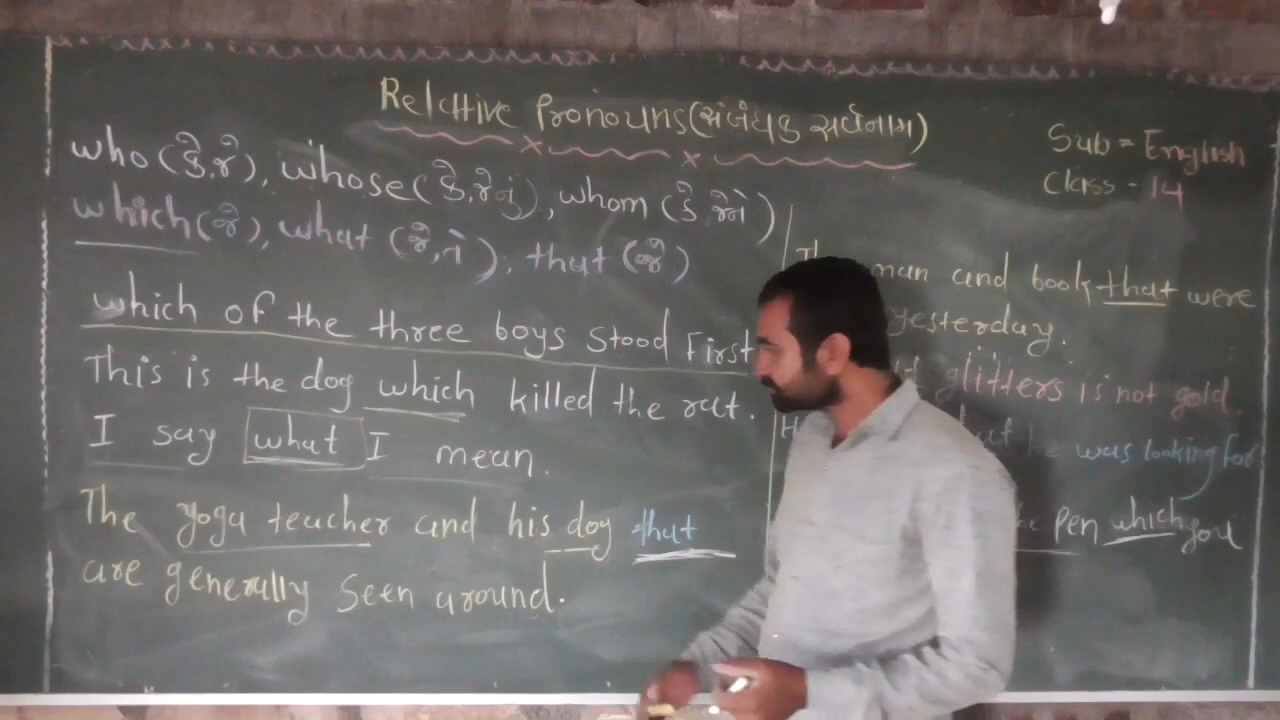 Relative Pronouns (સંબંધક સર્વનામ)
Sub = English
Class - 14
who (કે, જે), whose (કે, જેનું), whom (કે, જેને)
which (જે), what (જે, તે), that (જે)
which of the three boys stood First
This is the dog which killed the rat.
I say what I mean.
The yoga teacher and his dog that
are generally seen around.
man and book that were
yesterday.
glitters is not gold.
he was looking for
pen which you